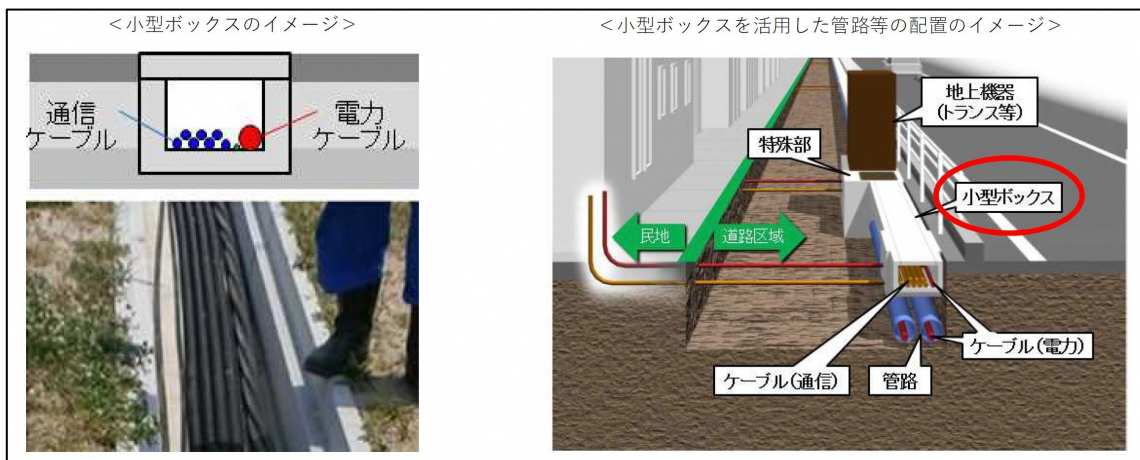 <小型ボックスのイメージ>
通信
ケーブル
電力
ケーブル
<小型ボックスを活用した管路等の配置のイメージ>
地上機器
(トランス等)
特殊部
小型ボックス
民地
道路区域
ケーブル(電力)
ケーブル(通信)
管路